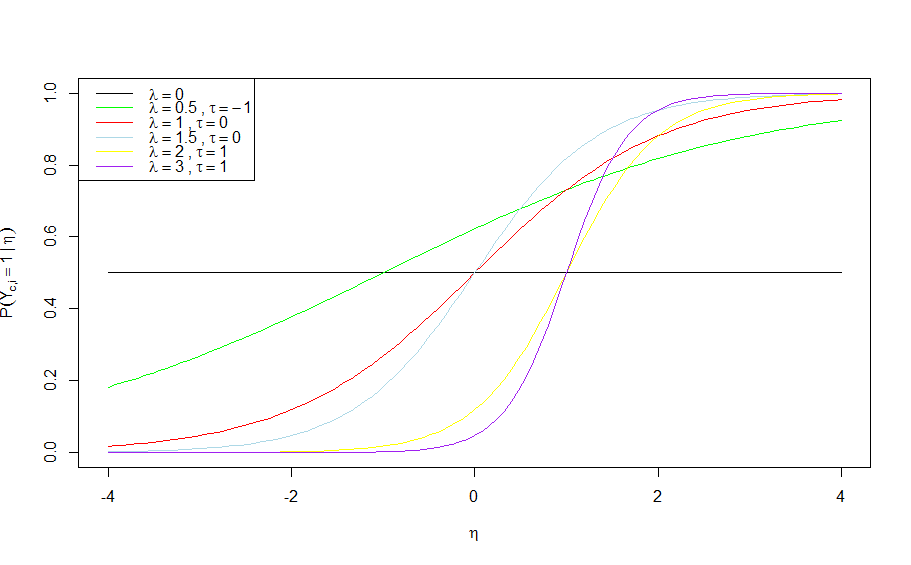 λ = 0
λ = 0.5 , τ = −1
λ = 1 , τ = 0
λ = 1.5 , τ = 0
λ = 2 , τ = 1
λ = 3 , τ = 1
P(Yc,i = 1 | η)
1.0
0.8
0.6
0.4
0.2
0.0
-4 -2 0 2 4
η